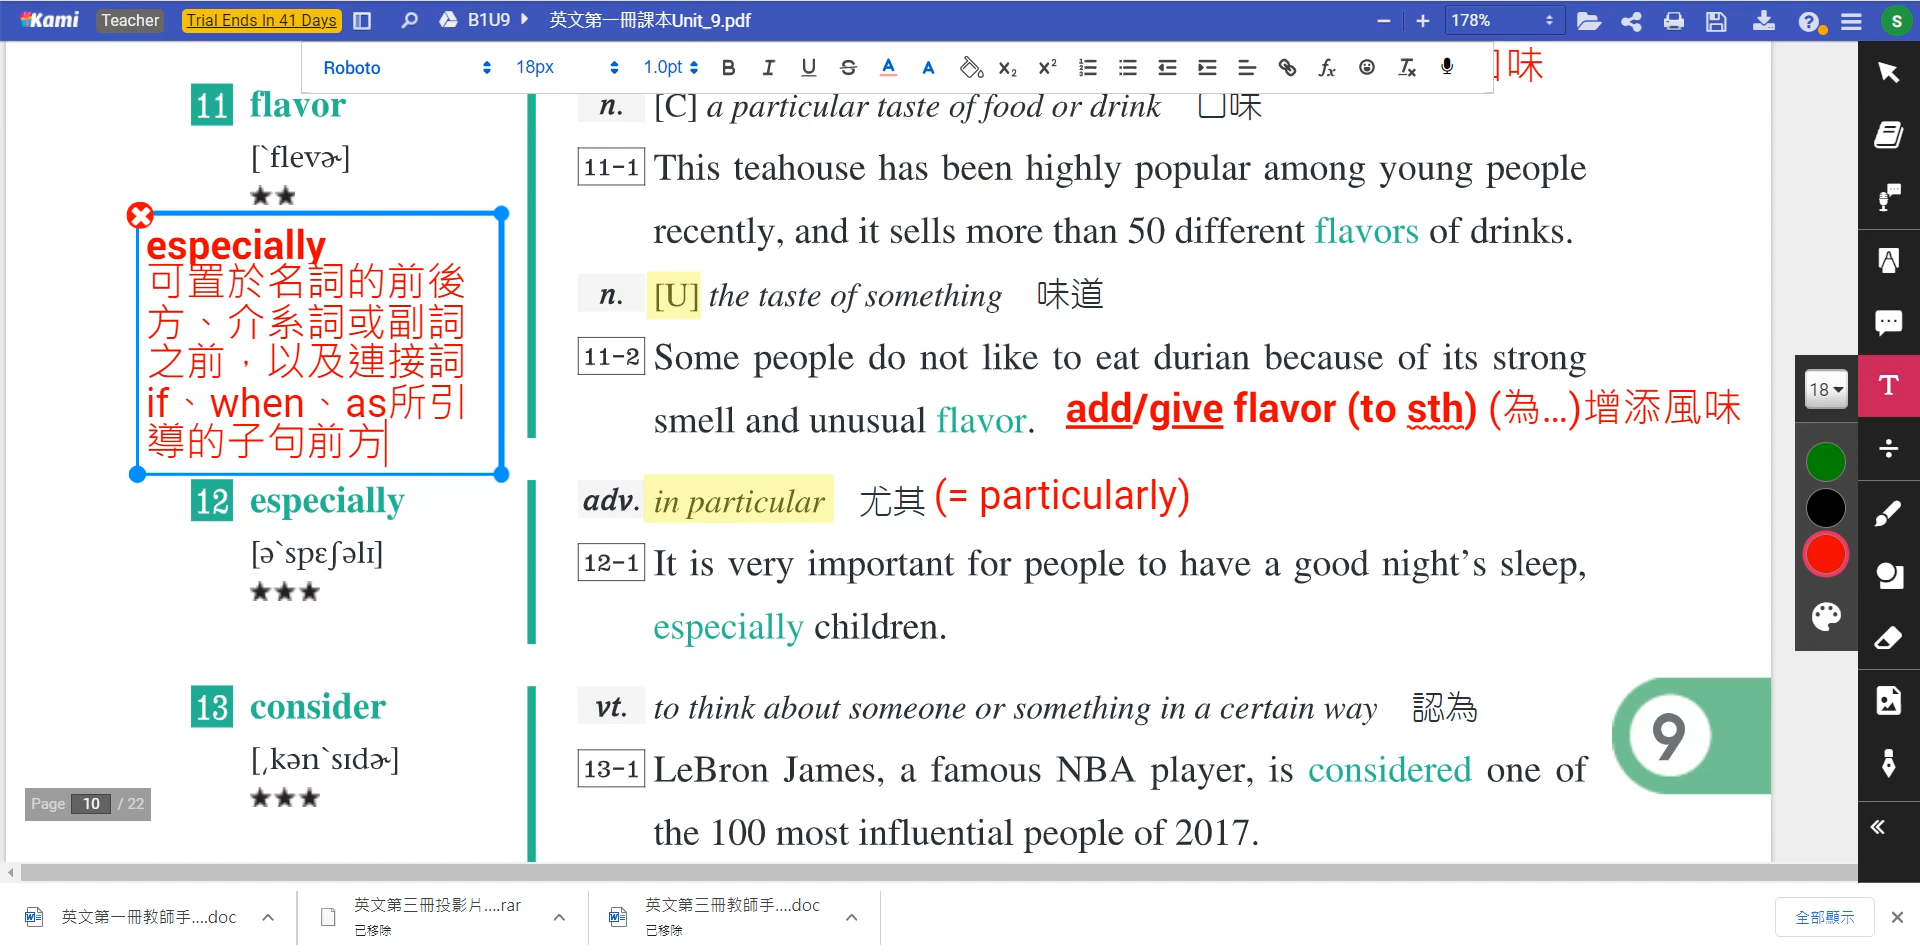 Kami Teacher Trial Ends In 41 Days B1U9 英文第一冊課本Unit_9.pdf 178% S
Roboto 18px 1.0pt B I U S A A X₂ X² fx
味
11 flavor n. [C] a particular taste of food or drink 口味
[ˋflevɚ]
★★
11-1 This teahouse has been highly popular among young people
recently, and it sells more than 50 different flavors of drinks.
n. [U] the taste of something 味道
11-2 Some people do not like to eat durian because of its strong
smell and unusual flavor. add/give flavor (to sth) (為...)增添風味
especially
可置於名詞的前後
方、介系詞或副詞
之前，以及連接詞
if、when、as所引
導的子句前方
12 especially adv. in particular 尤其 (= particularly)
[əˋspɛʃəlɪ]
★★★
12-1 It is very important for people to have a good night’s sleep,
especially children.
13 consider vt. to think about someone or something in a certain way 認為
[ˏkənˋsɪdɚ]
★★★
13-1 LeBron James, a famous NBA player, is considered one of
the 100 most influential people of 2017.
9
18
T
Page 10 / 22
英文第一冊教師手....doc
英文第三冊投影片....rar
已移除
英文第三冊教師手....doc
已移除
全部顯示